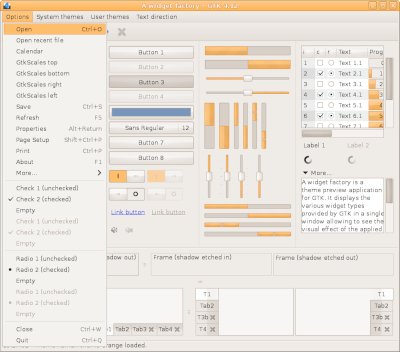 A widget factory - GTK 4.32
Options System themes User themes Text direction
Open Ctrl+O
Open recent file
Calendar
GtkScales top
GtkScales bottom
GtkScales right
GtkScales left
Save Ctrl+S
Refresh F5
Properties Alt+Return
Page Setup Shift+Ctrl+P
Print Ctrl+P
About F1
More...
Check 1 (unchecked)
Check 2 (checked)
Empty
Check 1 (unchecked)
Check 2 (checked)
Empty
Radio 1 (unchecked)
Radio 2 (checked)
Empty
Radio 1 (unchecked)
Radio 2 (checked)
Empty
Close Ctrl+W
Quit Ctrl+Q
Button 1
Button 2
Button 3
Button 4
Sans Regular 12
Button 7
Button 8
Link button Link button
c r Text Prog
1 Text 1.1
2 Text 2.1
3 Text 3.1
4 Text 4.1
5 Text 5.1
6 Text 6.1
7 Text 7.1
Label 1 Label 2
More...
A widget factory is a
theme preview application
for GTK. It displays the
various widget types
provided by GTK in a single
window allowing to see the
visual effect of the applied
shadow out) Frame (shadow etched in) Frame (shadow etched out)
Tab2 Tab3 Tab4
T1
Tab2
T3b
T4
T1
Tab2
T3b
T4
orange loaded.